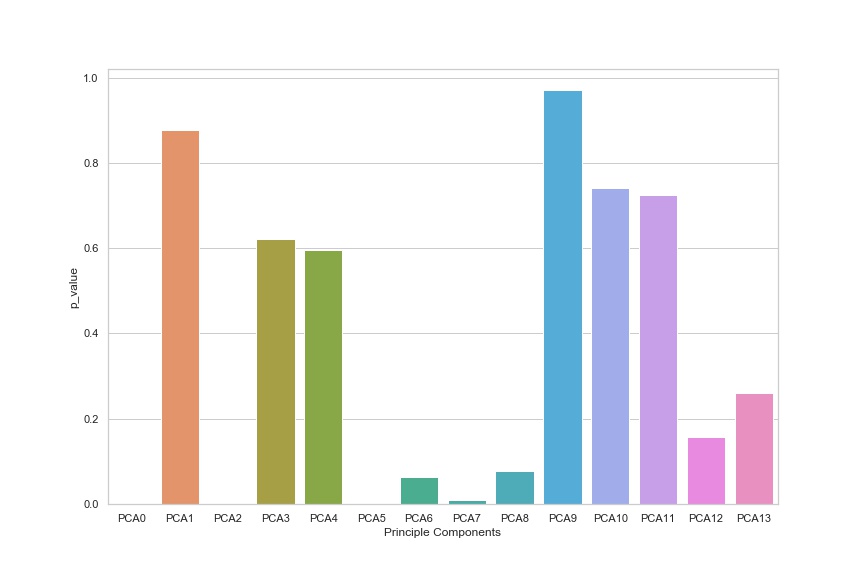 1.0
0.8
0.6
0.4
0.2
0.0
p_value
PCA0 PCA1 PCA2 PCA3 PCA4 PCA5 PCA6 PCA7 PCA8 PCA9 PCA10 PCA11 PCA12 PCA13
Principle Components